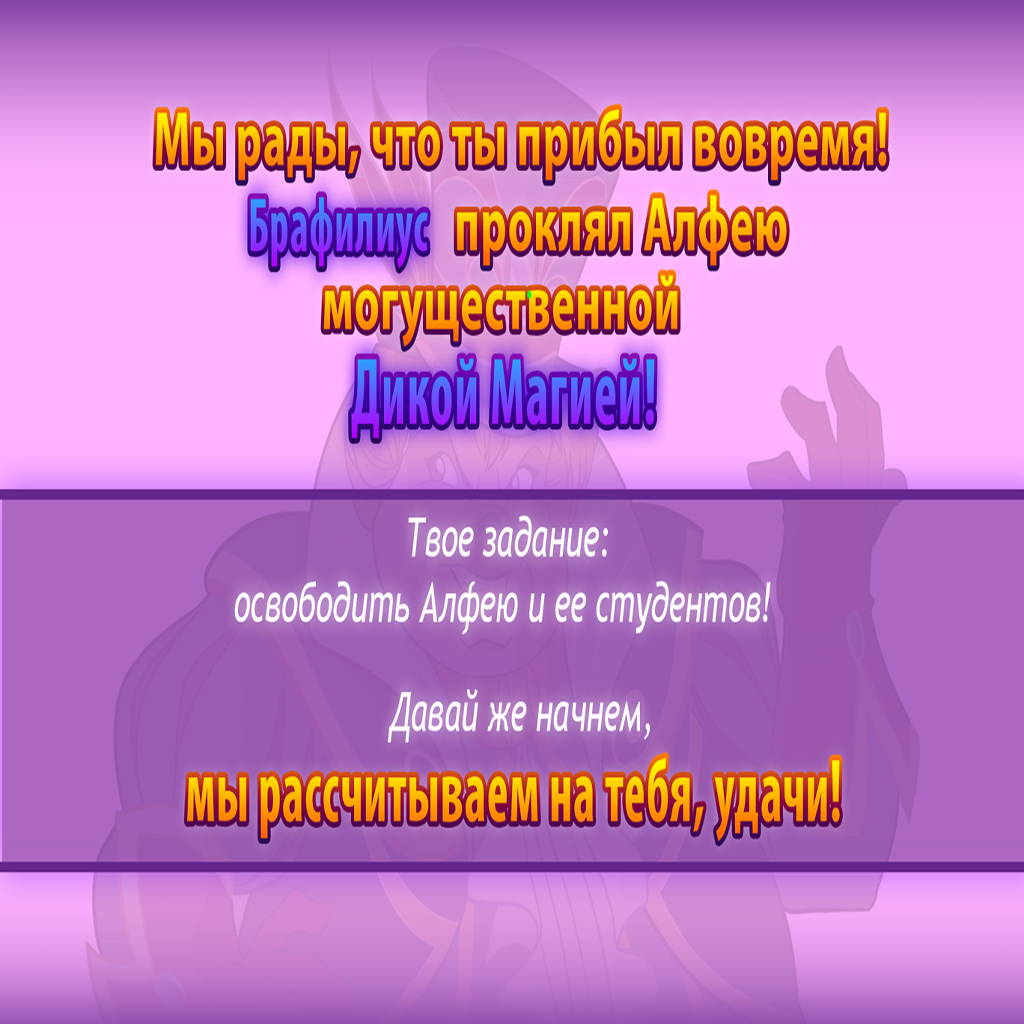 Мы рады, что ты прибыл вовремя!
Брафилиус проклял Алфею
могущественной
Дикой Магией!
Твое задание:
освободить Алфею и ее студентов!
Давай же начнем,
мы рассчитываем на тебя, удачи!